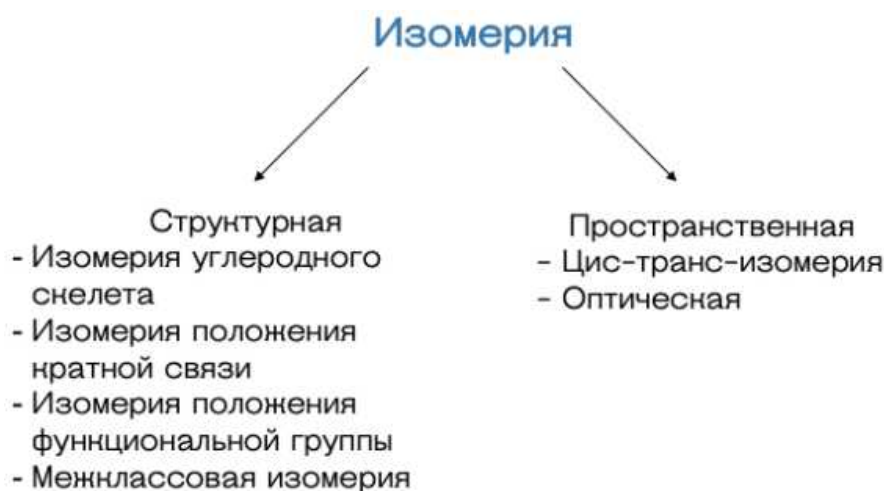 Изомерия
Структурная
- Изомерия углеродного
скелета
- Изомерия положения
кратной связи
- Изомерия положения
функциональной группы
- Межклассовая изомерия
Пространственная
- Цис-транс-изомерия
- Оптическая